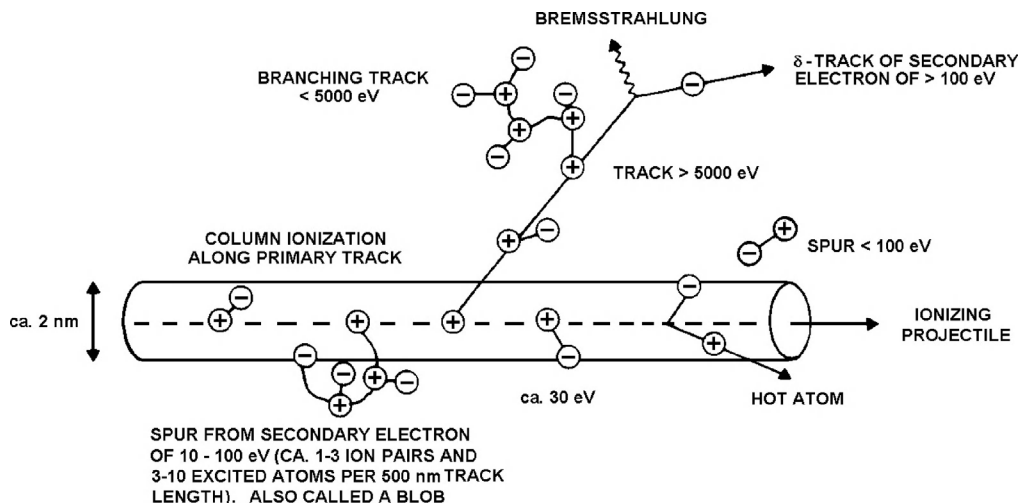 BREMSSTRAHLUNG
BRANCHING TRACK
< 5000 eV
δ-TRACK OF SECONDARY
ELECTRON OF > 100 eV
TRACK > 5000 eV
COLUMN IONIZATION
ALONG PRIMARY TRACK
SPUR < 100 eV
ca. 2 nm
IONIZING
PROJECTILE
ca. 30 eV
HOT ATOM
SPUR FROM SECONDARY ELECTRON
OF 10 - 100 eV (CA. 1-3 ION PAIRS AND
3-10 EXCITED ATOMS PER 500 nm TRACK
LENGTH). ALSO CALLED A BLOB